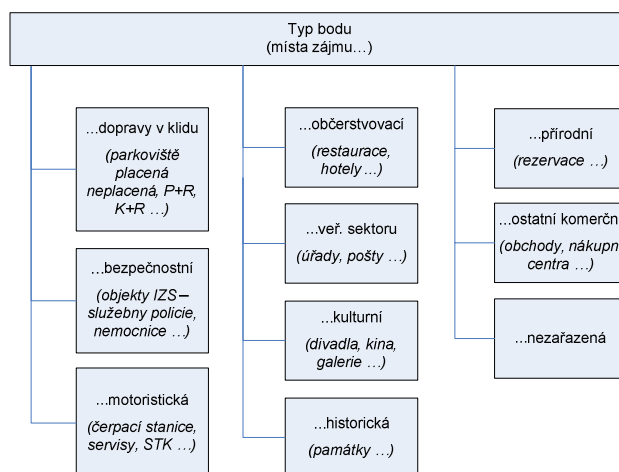 Typ bodu
(místa zájmu…)
…dopravy v klidu
(parkoviště
placená
neplacená, P+R,
K+R …)
…bezpečnostní
(objekty IZS–
služebny policie,
nemocnice …)
…motoristická
(čerpací stanice,
servisy, STK …)
…občerstvovací
(restaurace,
hotely …)
…veř. sektoru
(úřady, pošty …)
…kulturní
(divadla, kina,
galerie …)
…historická
(památky …)
…přírodní
(rezervace …)
…ostatní komerčn
(obchody, nákupn
centra …)
…nezařazená